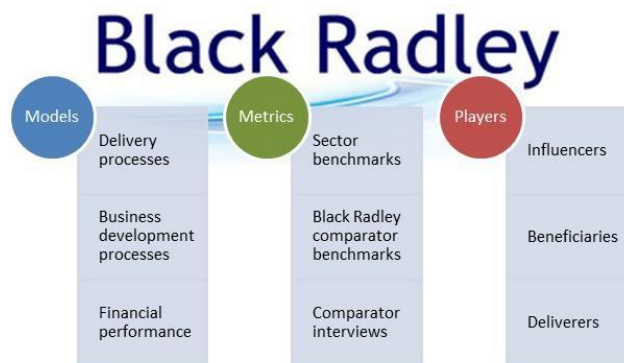 Black Radley
Models
Delivery
processes
Business
development
processes
Financial
performance
Metrics
Sector
benchmarks
Black Radley
comparator
benchmarks
Comparator
interviews
Players
Influencers
Beneficiaries
Deliverers